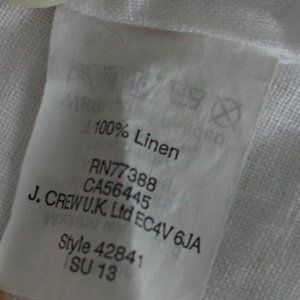 100% Linen
RN77388
CA56445
J. CREW U.K. Ltd EC4V 6JA
Style 42841
SU 13